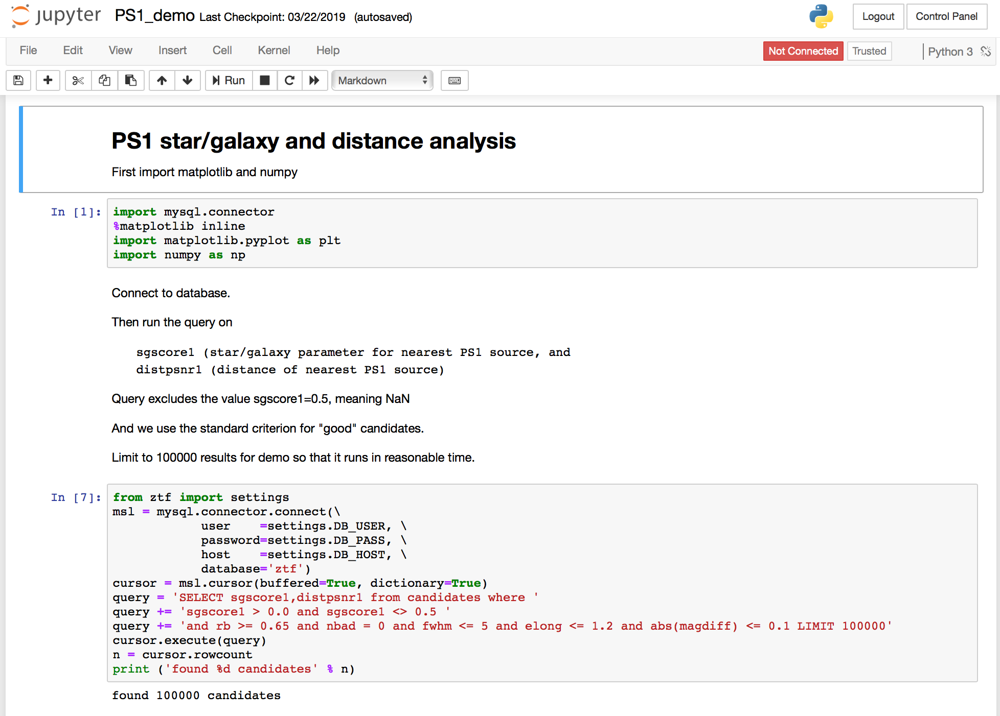 jupyter PS1_demo Last Checkpoint: 03/22/2019 (autosaved) Logout Control Panel
File Edit View Insert Cell Kernel Help Not Connected Trusted Python 3
Run Markdown
PS1 star/galaxy and distance analysis
First import matplotlib and numpy
In [1]: import mysql.connector
%matplotlib inline
import matplotlib.pyplot as plt
import numpy as np
Connect to database.
Then run the query on
sgscore1 (star/galaxy parameter for nearest PS1 source, and
distpsnr1 (distance of nearest PS1 source)
Query excludes the value sgscore1=0.5, meaning NaN
And we use the standard criterion for "good" candidates.
Limit to 100000 results for demo so that it runs in reasonable time.
In [7]: from ztf import settings
msl = mysql.connector.connect(\
            user    =settings.DB_USER, \
            password=settings.DB_PASS, \
            host    =settings.DB_HOST, \
            database='ztf')
cursor = msl.cursor(buffered=True, dictionary=True)
query = 'SELECT sgscore1,distpsnr1 from candidates where '
query += 'sgscore1 > 0.0 and sgscore1 <> 0.5 '
query += 'and rb >= 0.65 and nbad = 0 and fwhm <= 5 and elong <= 1.2 and abs(magdiff) <= 0.1 LIMIT 100000'
cursor.execute(query)
n = cursor.rowcount
print ('found %d candidates' % n)
found 100000 candidates